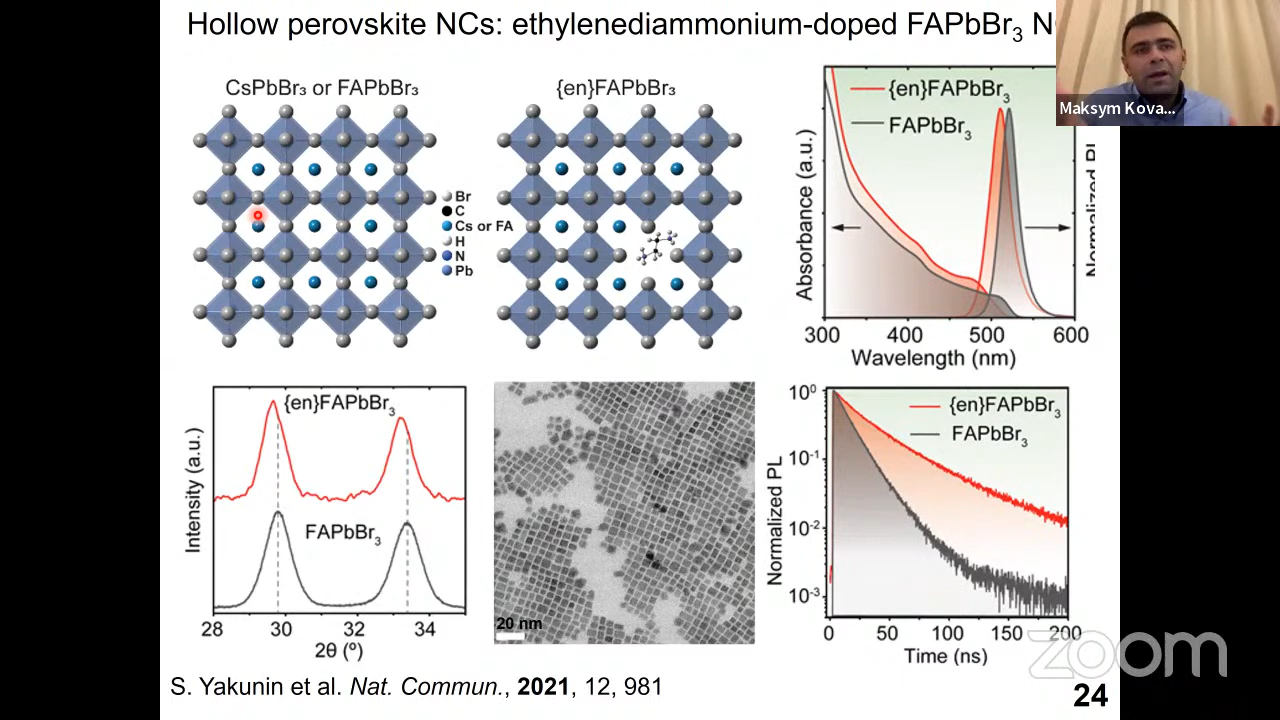 Hollow perovskite NCs: ethylenediammonium-doped FAPbBr₃ N
Maksym Kova...
CsPbBr₃ or FAPbBr₃
{en}FAPbBr₃
Br
C
Cs or FA
H
N
Pb
{en}FAPbBr₃
FAPbBr₃
Absorbance (a.u.)
Normalized PL
300 400 500 600
Wavelength (nm)
{en}FAPbBr₃
FAPbBr₃
Intensity (a.u.)
28 30 32 34
2θ (º)
20 nm
{en}FAPbBr₃
FAPbBr₃
Normalized PL
10⁰
10⁻¹
10⁻²
10⁻³
0 50 100 150 200
Time (ns)
zoom
S. Yakunin et al. Nat. Commun., 2021, 12, 981
24